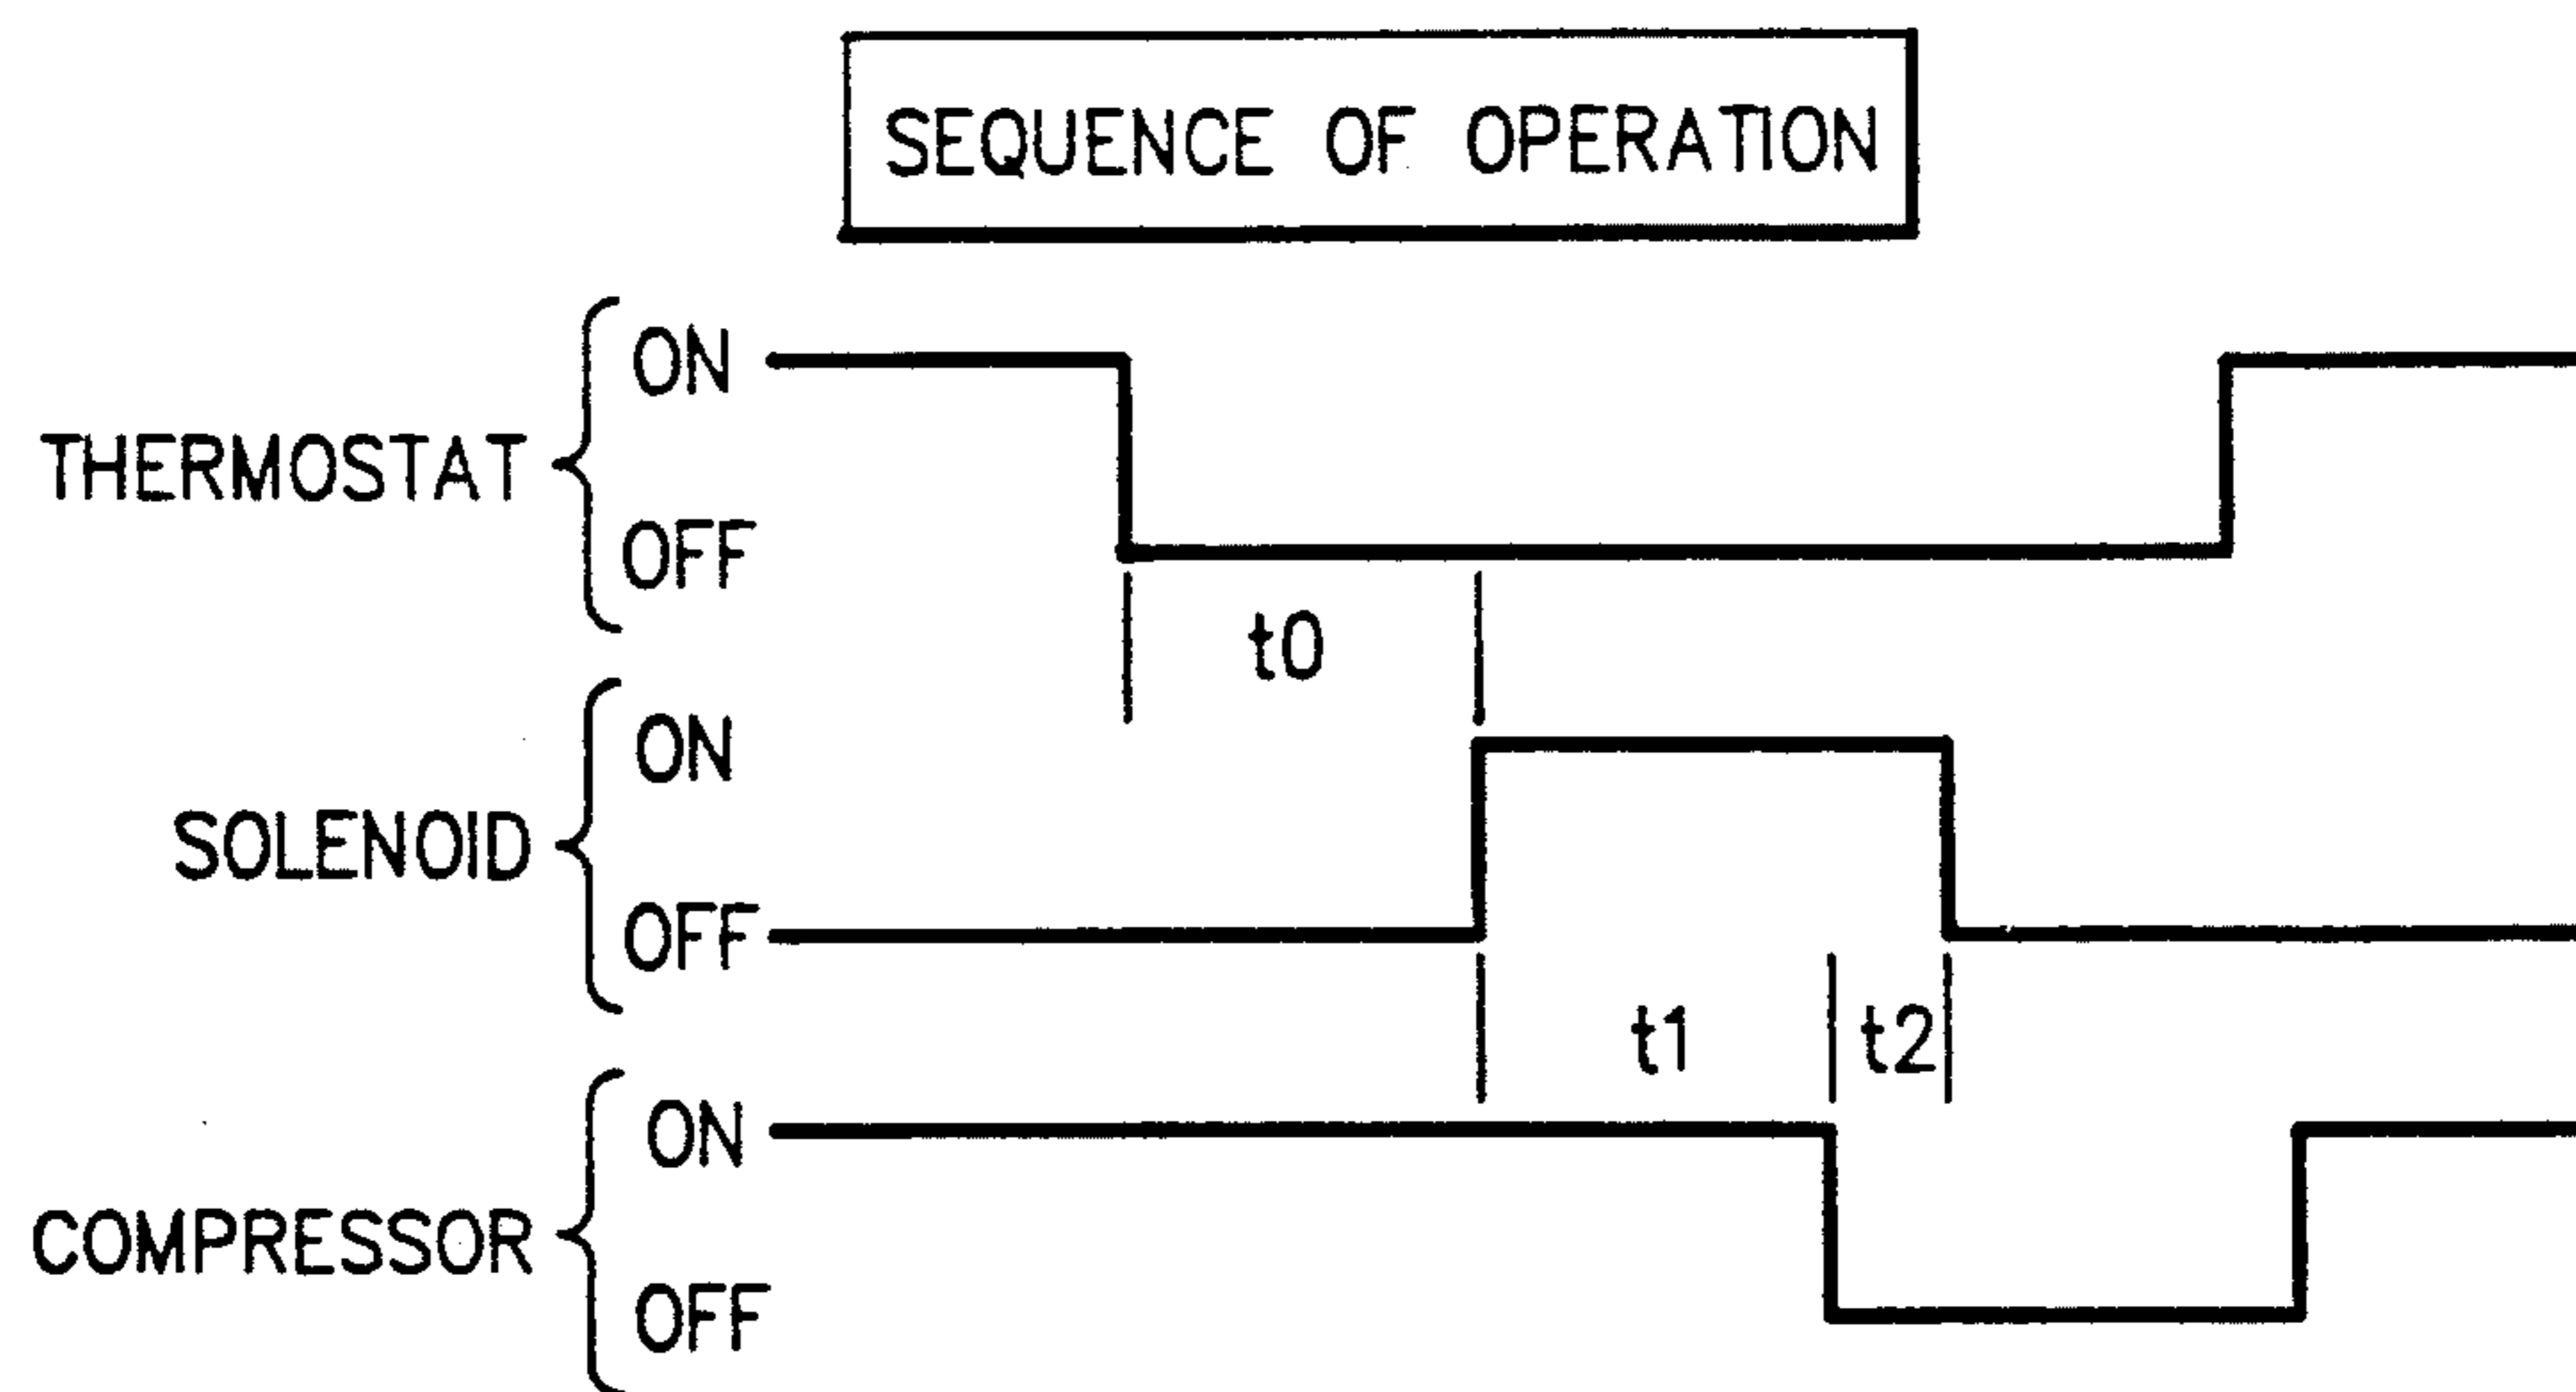 SEQUENCE OF OPERATION
ON
THERMOSTAT
OFF
t0
ON
SOLENOID
OFF
t1 t2
ON
COMPRESSOR
OFF